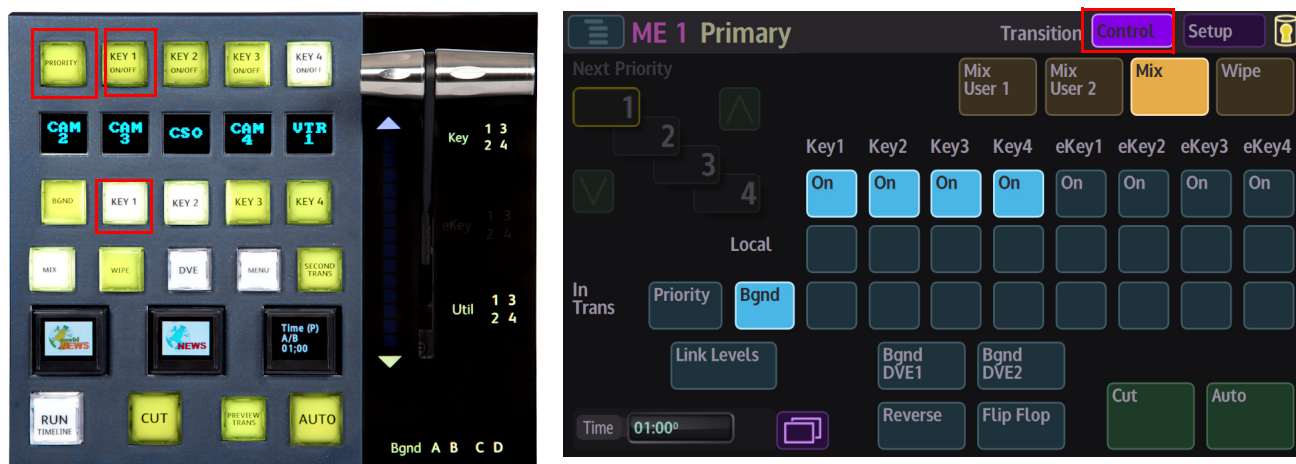 PRIORITY
KEY 1 ON/OFF
KEY 2 ON/OFF
KEY 3 ON/OFF
KEY 4 ON/OFF
CAM 2
CAM 3
CSO
CAM 4
VTR 1
BGND
KEY 1
KEY 2
KEY 3
KEY 4
MIX
WIPE
DVE
MENU
SECOND TRANS
NEWS
NEWS
Time (P)
A/B
01;00
RUN
TIMELINE
CUT
PREVIEW TRANS
AUTO
Key 1 3
2 4
eKey 1 3
2 4
Util 1 3
2 4
Bgnd A B C D
ME 1 Primary
Transition Control Setup
Next Priority
1
2
3
4
Mix User 1
Mix User 2
Mix
Wipe
Key1 Key2 Key3 Key4 eKey1 eKey2 eKey3 eKey4
On On On On On On On On
Local
In Trans
Priority
Bgnd
Link Levels
Bgnd DVE1
Bgnd DVE2
Cut
Auto
Time 01:00⁰
Reverse
Flip Flop